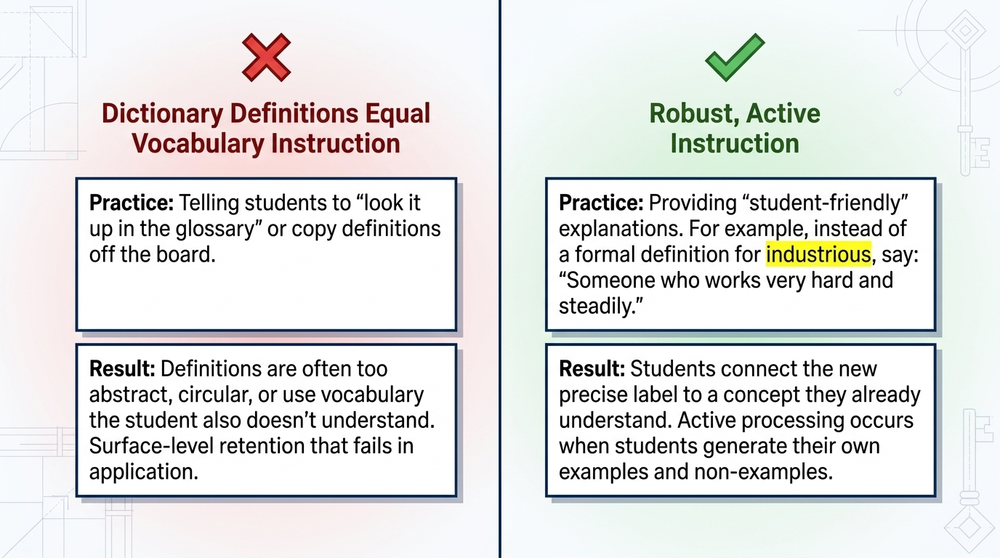 Dictionary Definitions Equal
Vocabulary Instruction
Practice: Telling students to “look it
up in the glossary” or copy definitions
off the board.
Result: Definitions are often too
abstract, circular, or use vocabulary
the student also doesn’t understand.
Surface-level retention that fails in
application.
Robust, Active
Instruction
Practice: Providing “student-friendly”
explanations. For example, instead of
a formal definition for industrious, say:
“Someone who works very hard and
steadily.”
Result: Students connect the new
precise label to a concept they already
understand. Active processing occurs
when students generate their own
examples and non-examples.